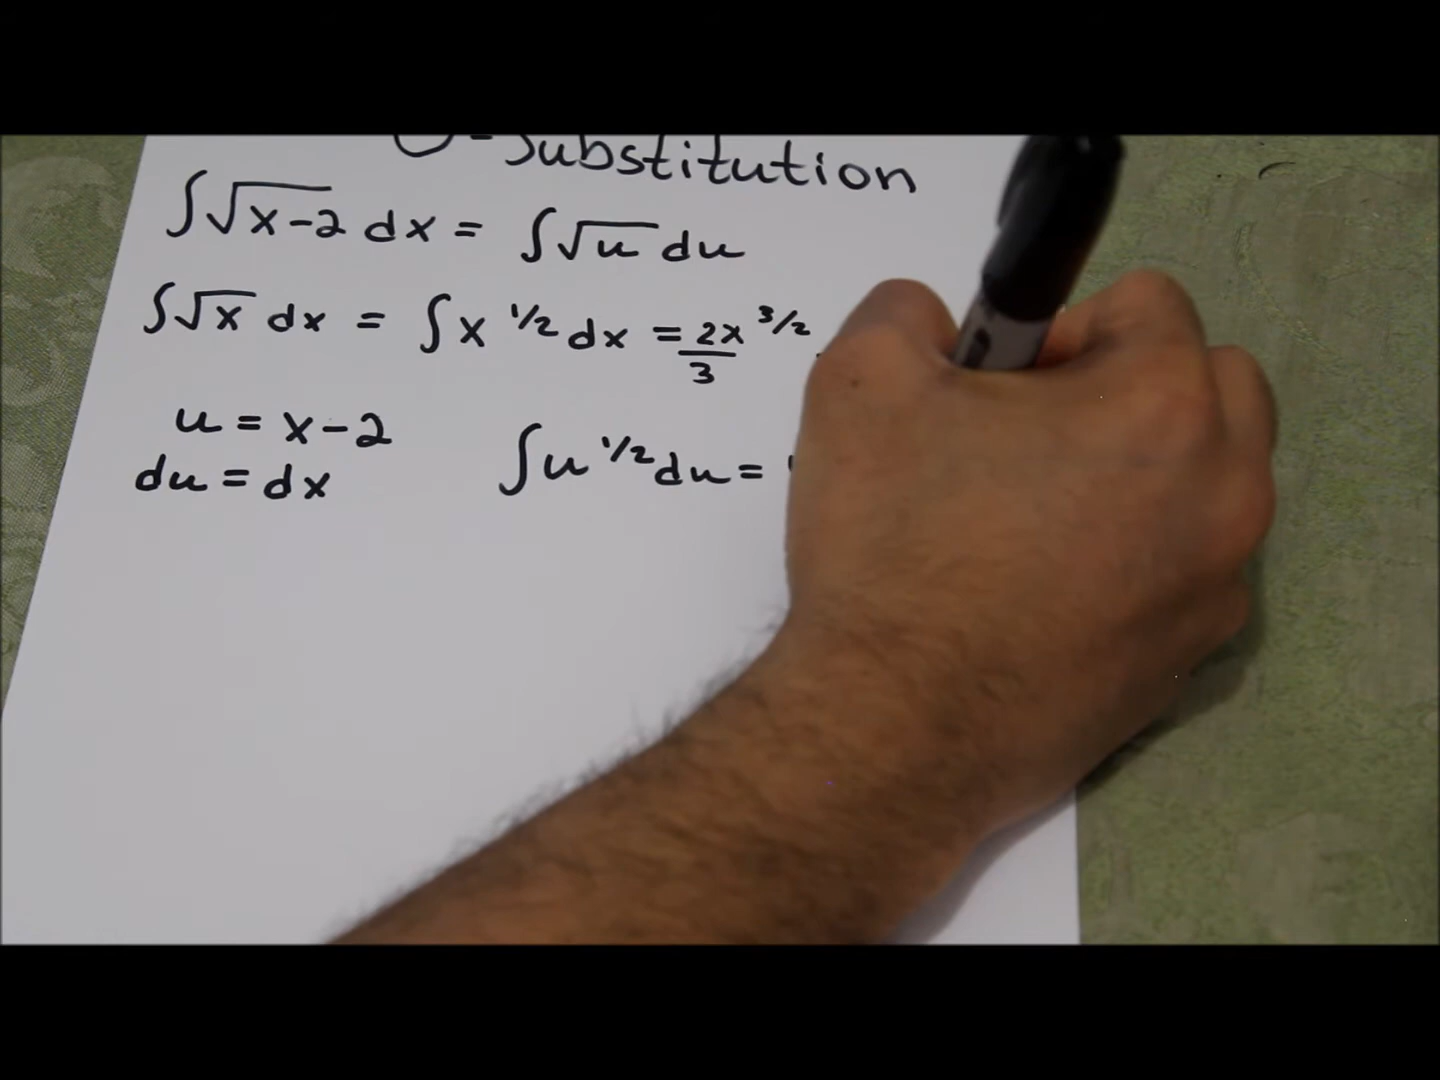 U-Substitution
∫√x-2 dx = ∫√u du
∫√x dx = ∫x^1/2 dx = 2x^3/2 / 3
u = x-2
du = dx
∫u^1/2 du =